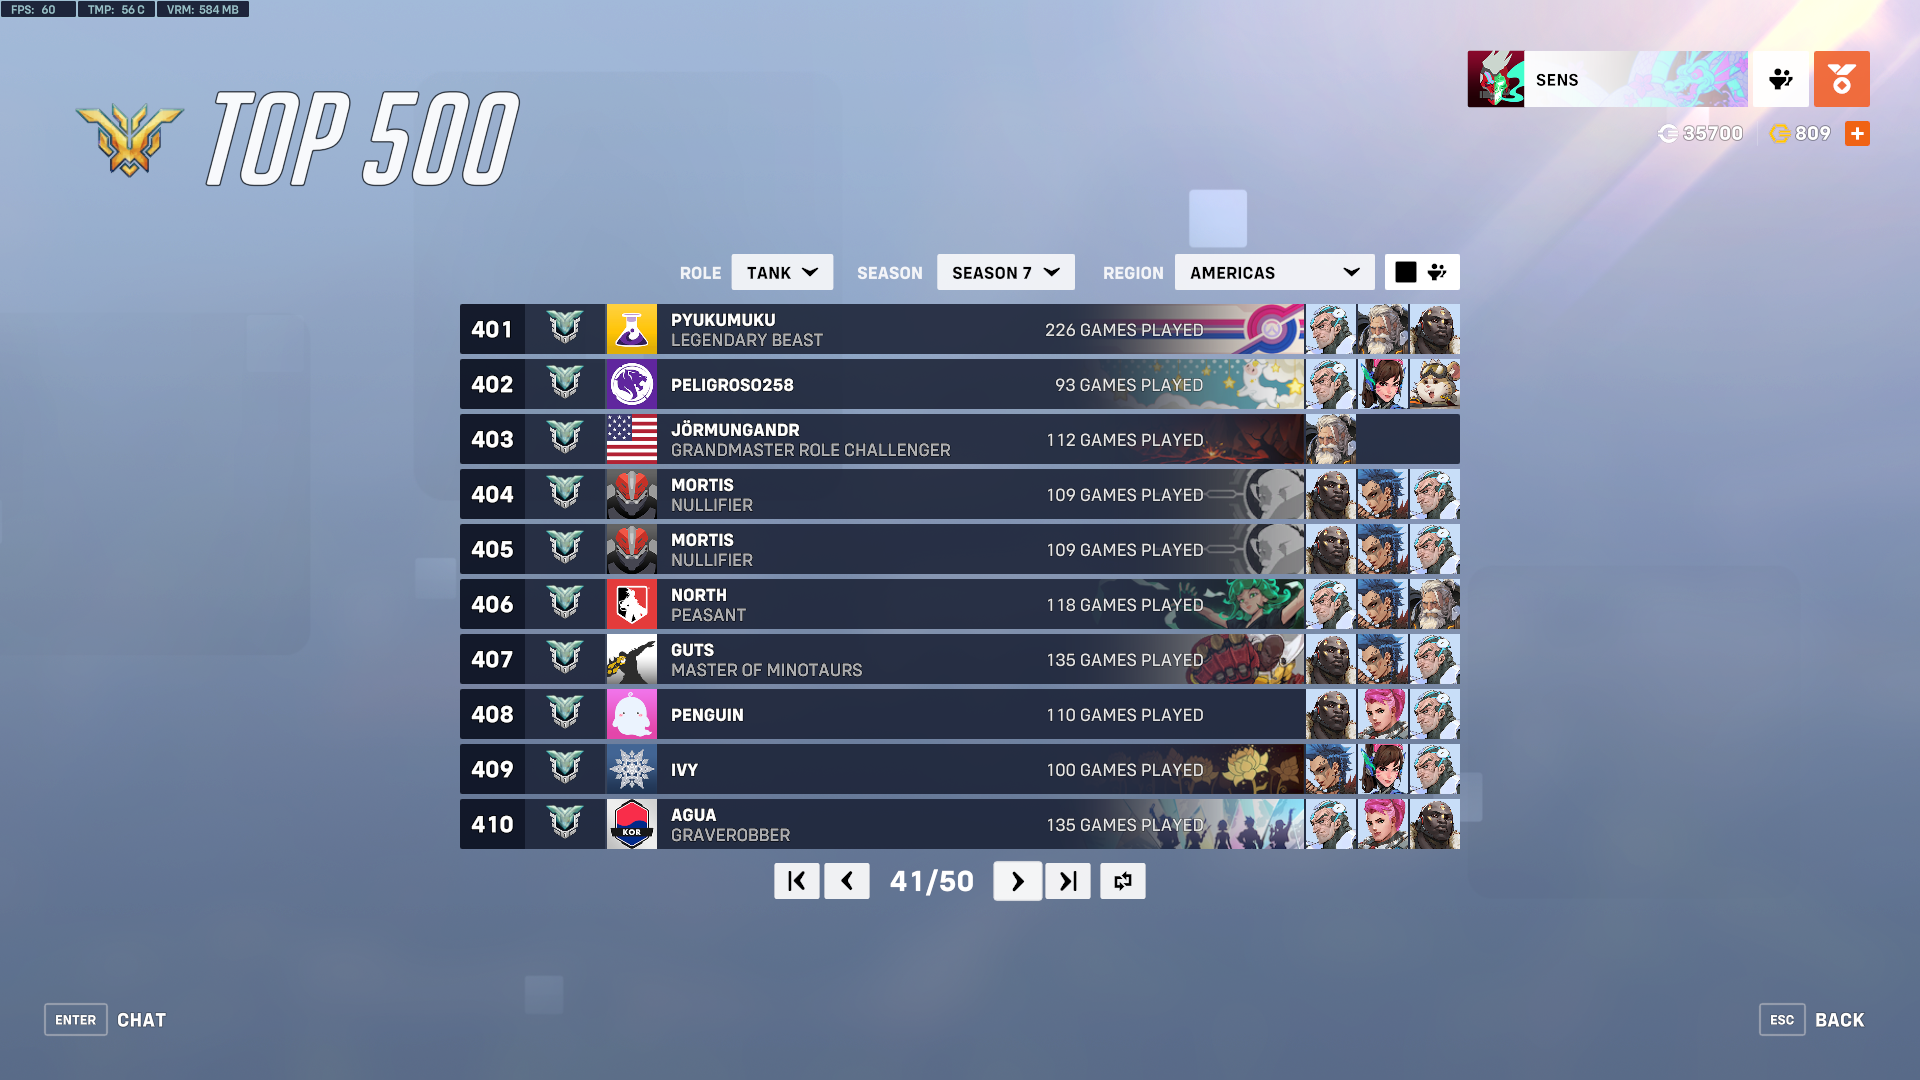 FPS: 60 TMP: 56 C VRM: 584 MB
TOP 500
SENS
35700 809
ROLE TANK SEASON SEASON 7 REGION AMERICAS
401 PYUKUMUKU LEGENDARY BEAST 226 GAMES PLAYED
402 PELIGROSO258 93 GAMES PLAYED
403 JÖRMUNGANDR GRANDMASTER ROLE CHALLENGER 112 GAMES PLAYED
404 MORTIS NULLIFIER 109 GAMES PLAYED
405 MORTIS NULLIFIER 109 GAMES PLAYED
406 NORTH PEASANT 118 GAMES PLAYED
407 GUTS MASTER OF MINOTAURS 135 GAMES PLAYED
408 PENGUIN 110 GAMES PLAYED
409 IVY 100 GAMES PLAYED
410 KOR AGUA GRAVEROBBER 135 GAMES PLAYED
41/50
ENTER CHAT
ESC BACK